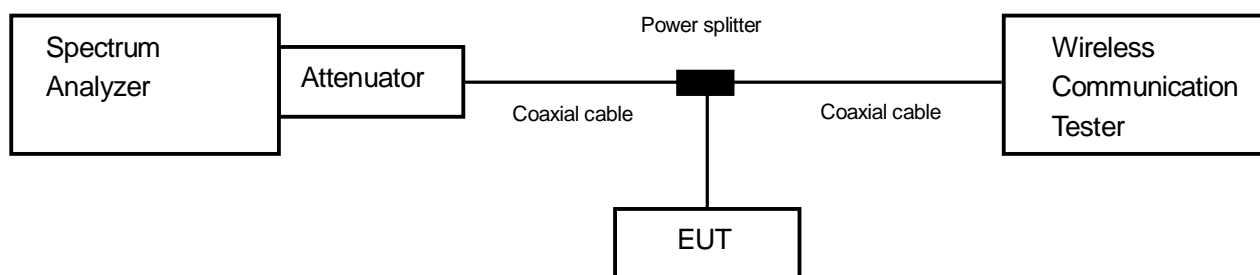 Power splitter
Spectrum
Analyzer
Attenuator
Coaxial cable
Coaxial cable
Wireless
Communication
Tester
EUT